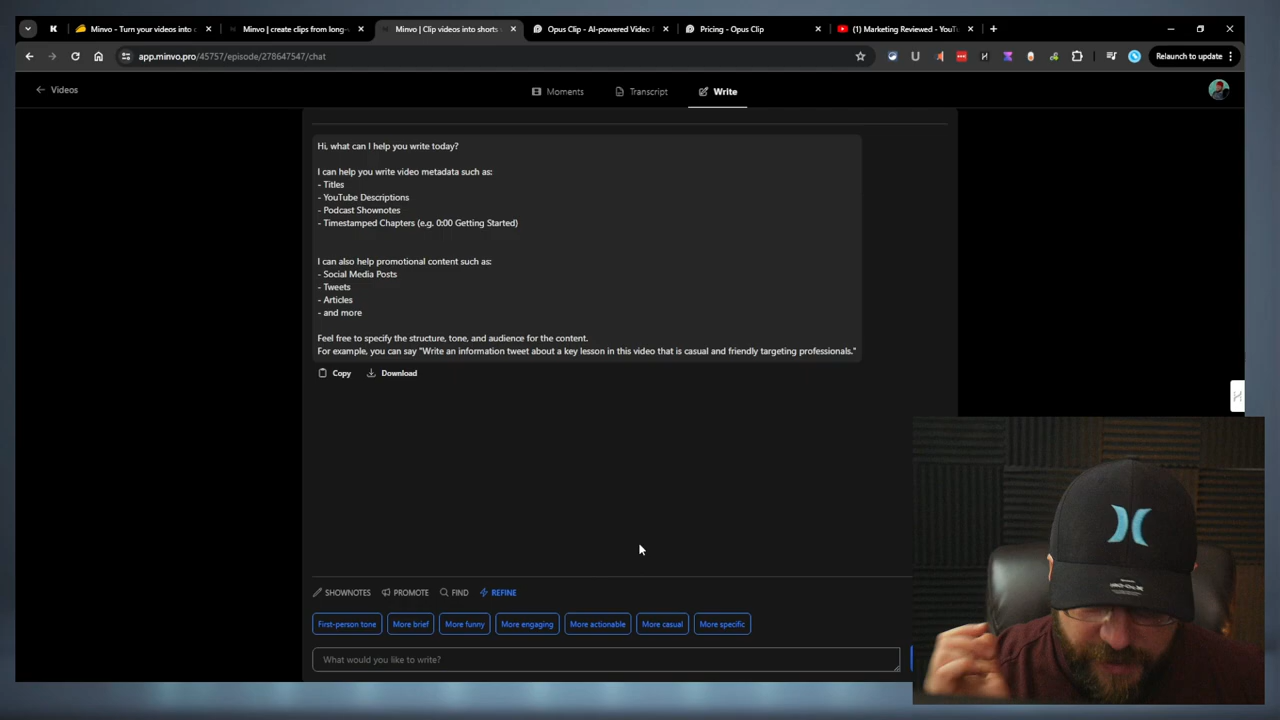 Minvo - Turn your videos into c
Minvo | create clips from long-
Minvo | Clip videos into shorts
Opus Clip - AI-powered Video
Pricing - Opus Clip
(1) Marketing Reviewed - YouT
app.minvo.pro/45757/episode/278647547/chat
Relaunch to update
Videos
Moments
Transcript
Write
Hi, what can I help you write today?
I can help you write video metadata such as:
- Titles
- YouTube Descriptions
- Podcast Shownotes
- Timestamped Chapters (e.g. 0:00 Getting Started)
I can also help promotional content such as:
- Social Media Posts
- Tweets
- Articles
- and more
Feel free to specify the structure, tone, and audience for the content.
For example, you can say "Write an information tweet about a key lesson in this video that is casual and friendly targeting professionals."
Copy Download
SHOWNOTES PROMOTE FIND REFINE
First-person tone More brief More funny More engaging More actionable More casual More specific
What would you like to write?